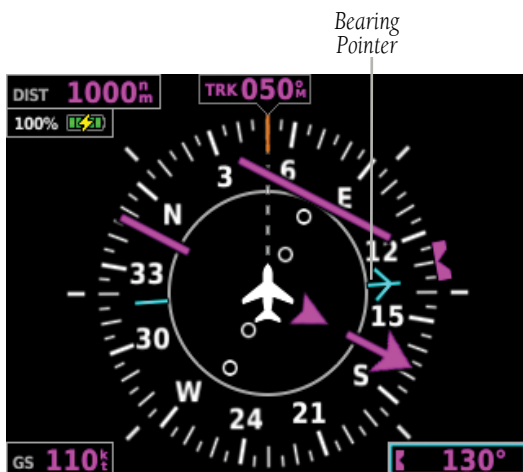 Bearing
Pointer
DIST 1000nm
TRK 050°M
100%
3
6
N
E
33
12
30
15
W
S
24
21
GS 110kt
130°